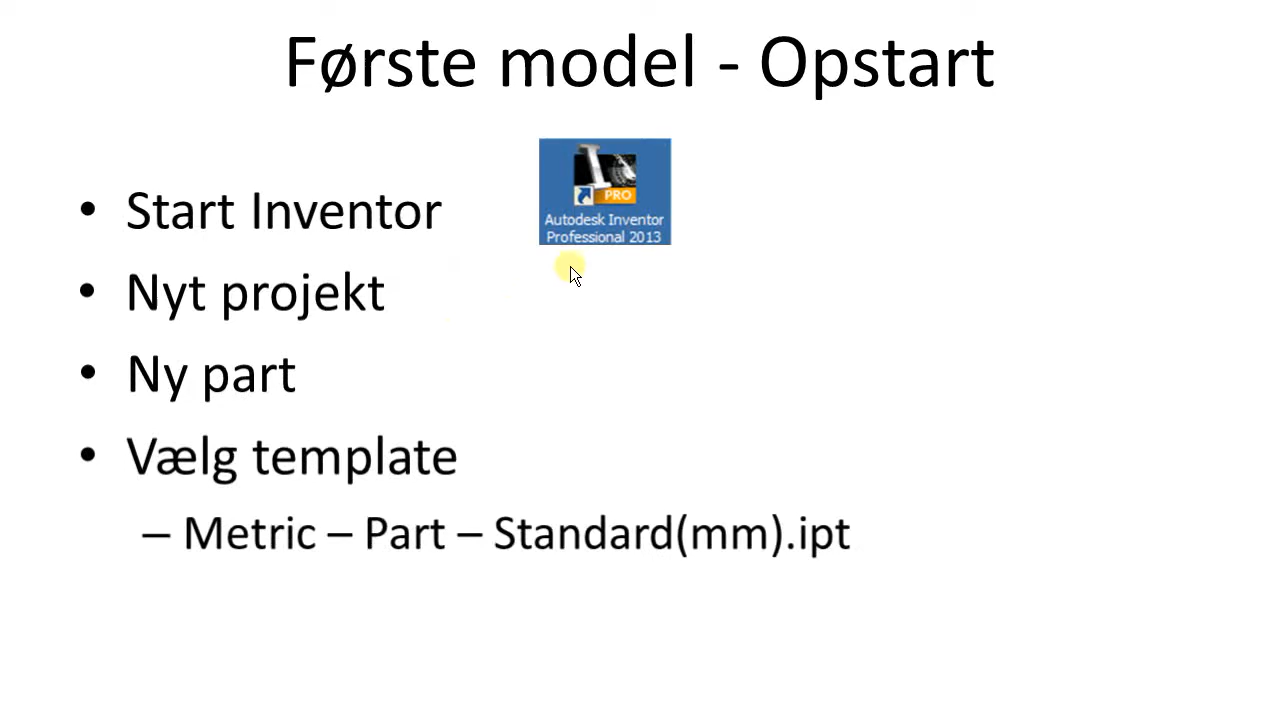 Første model - Opstart
• Start Inventor
PRO
Autodesk Inventor
Professional 2013
• Nyt projekt
• Ny part
• Vælg template
– Metric – Part – Standard(mm).ipt